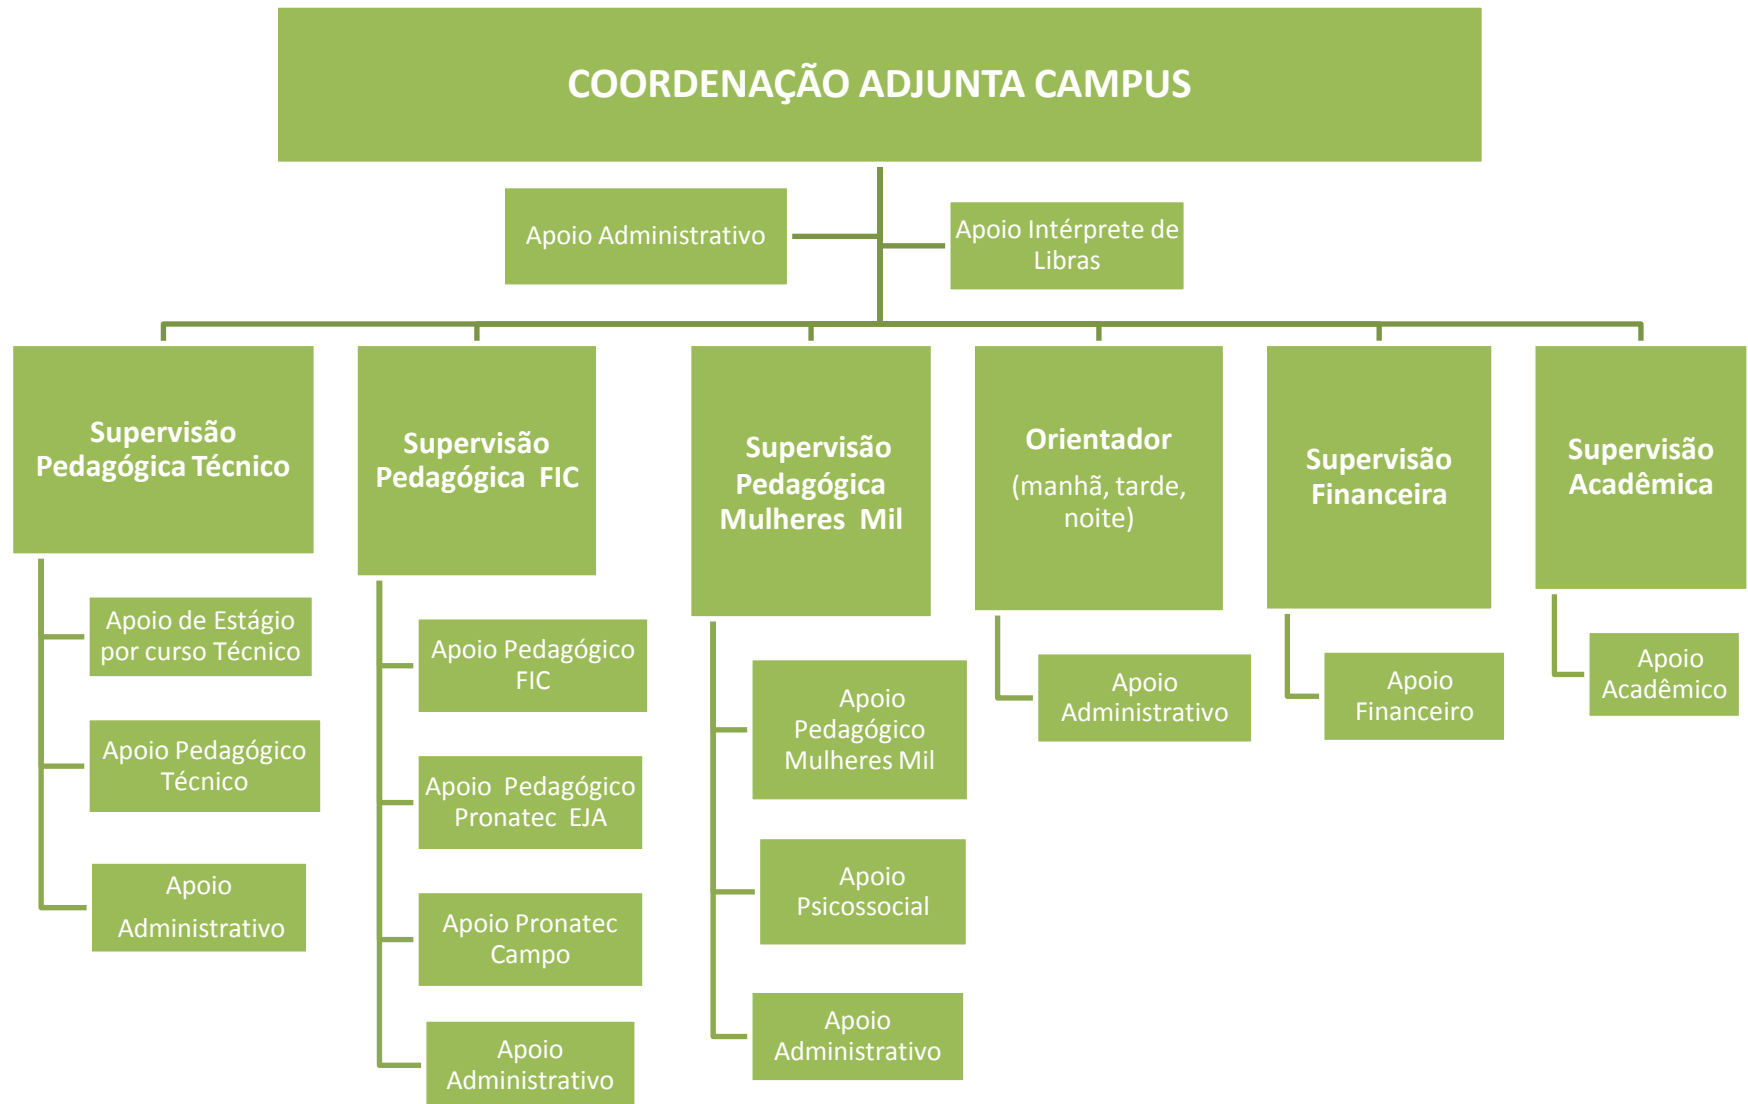 COORDENAÇÃO ADJUNTA CAMPUS
Apoio Administrativo
Apoio Intérprete de
Libras
Supervisão
Pedagógica Técnico
Apoio de Estágio
por curso Técnico
Apoio Pedagógico
Técnico
Apoio
Administrativo
Supervisão
Pedagógica FIC
Apoio Pedagógico
FIC
Apoio Pedagógico
Pronatec EJA
Apoio Pronatec
Campo
Apoio
Administrativo
Supervisão
Pedagógica
Mulheres Mil
Apoio
Pedagógico
Mulheres Mil
Apoio
Psicossocial
Apoio
Administrativo
Orientador
(manhã, tarde,
noite)
Apoio
Administrativo
Supervisão
Financeira
Apoio
Financeiro
Supervisão
Acadêmica
Apoio
Acadêmico